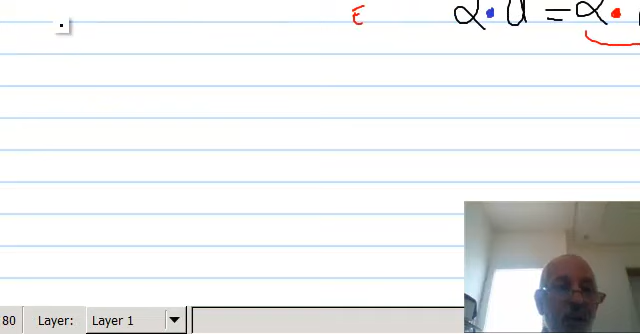 E α · U = α ·
80 Layer: Layer 1